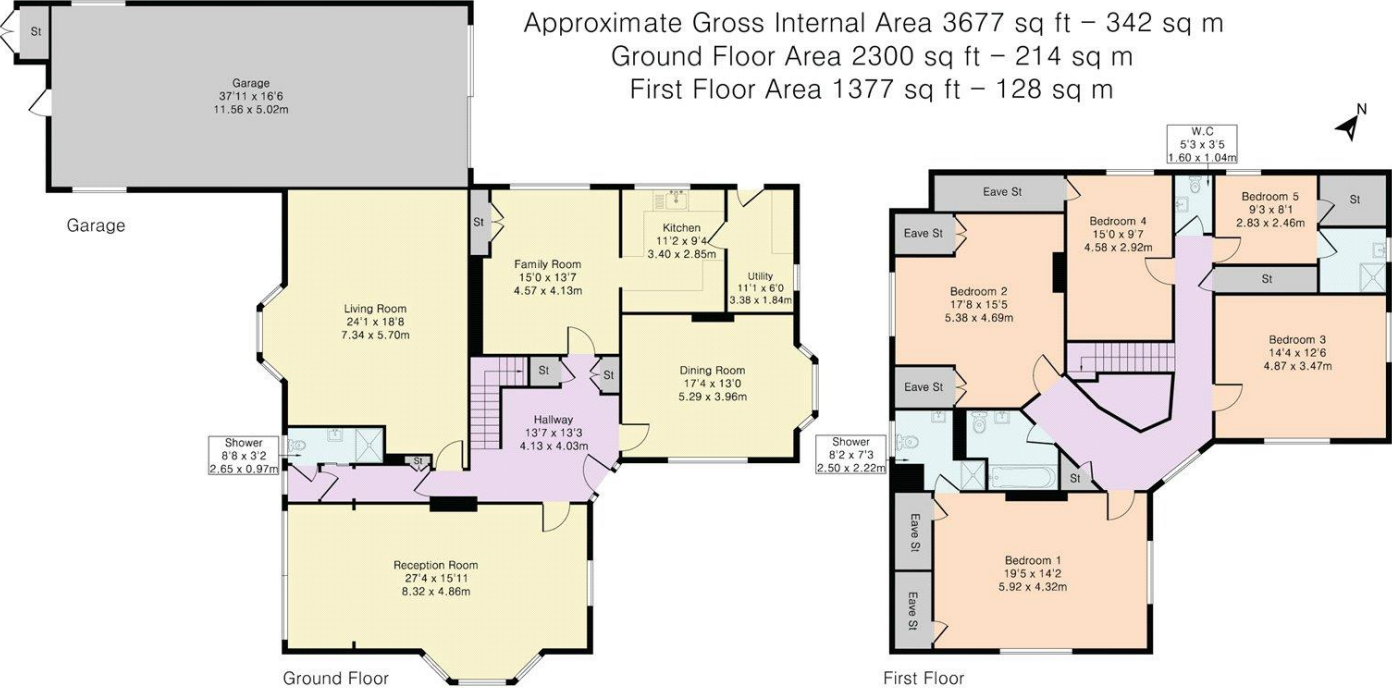 Approximate Gross Internal Area 3677 sq ft – 342 sq m
Ground Floor Area 2300 sq ft – 214 sq m
First Floor Area 1377 sq ft – 128 sq m
St
Garage
37'11 x 16'6
11.56 x 5.02m
Garage
St
Family Room
15'0 x 13'7
4.57 x 4.13m
Kitchen
11'2 x 9'4
3.40 x 2.85m
Utility
11'1 x 6'0
3.38 x 1.84m
Living Room
24'1 x 18'8
7.34 x 5.70m
St
St
Dining Room
17'4 x 13'0
5.29 x 3.96m
Hallway
13'7 x 13'3
4.13 x 4.03m
Shower
8'8 x 3'2
2.65 x 0.97m
St
Reception Room
27'4 x 15'11
8.32 x 4.86m
Ground Floor
N
W.C
5'3 x 3'5
1.60 x 1.04m
Eave St
Bedroom 4
15'0 x 9'7
4.58 x 2.92m
Bedroom 5
9'3 x 8'1
2.83 x 2.46m
St
Eave St
St
Bedroom 2
17'8 x 15'5
5.38 x 4.69m
Bedroom 3
14'4 x 12'6
4.87 x 3.47m
Eave St
Shower
8'2 x 7'3
2.50 x 2.22m
St
Eave St
Bedroom 1
19'5 x 14'2
5.92 x 4.32m
Eave St
First Floor